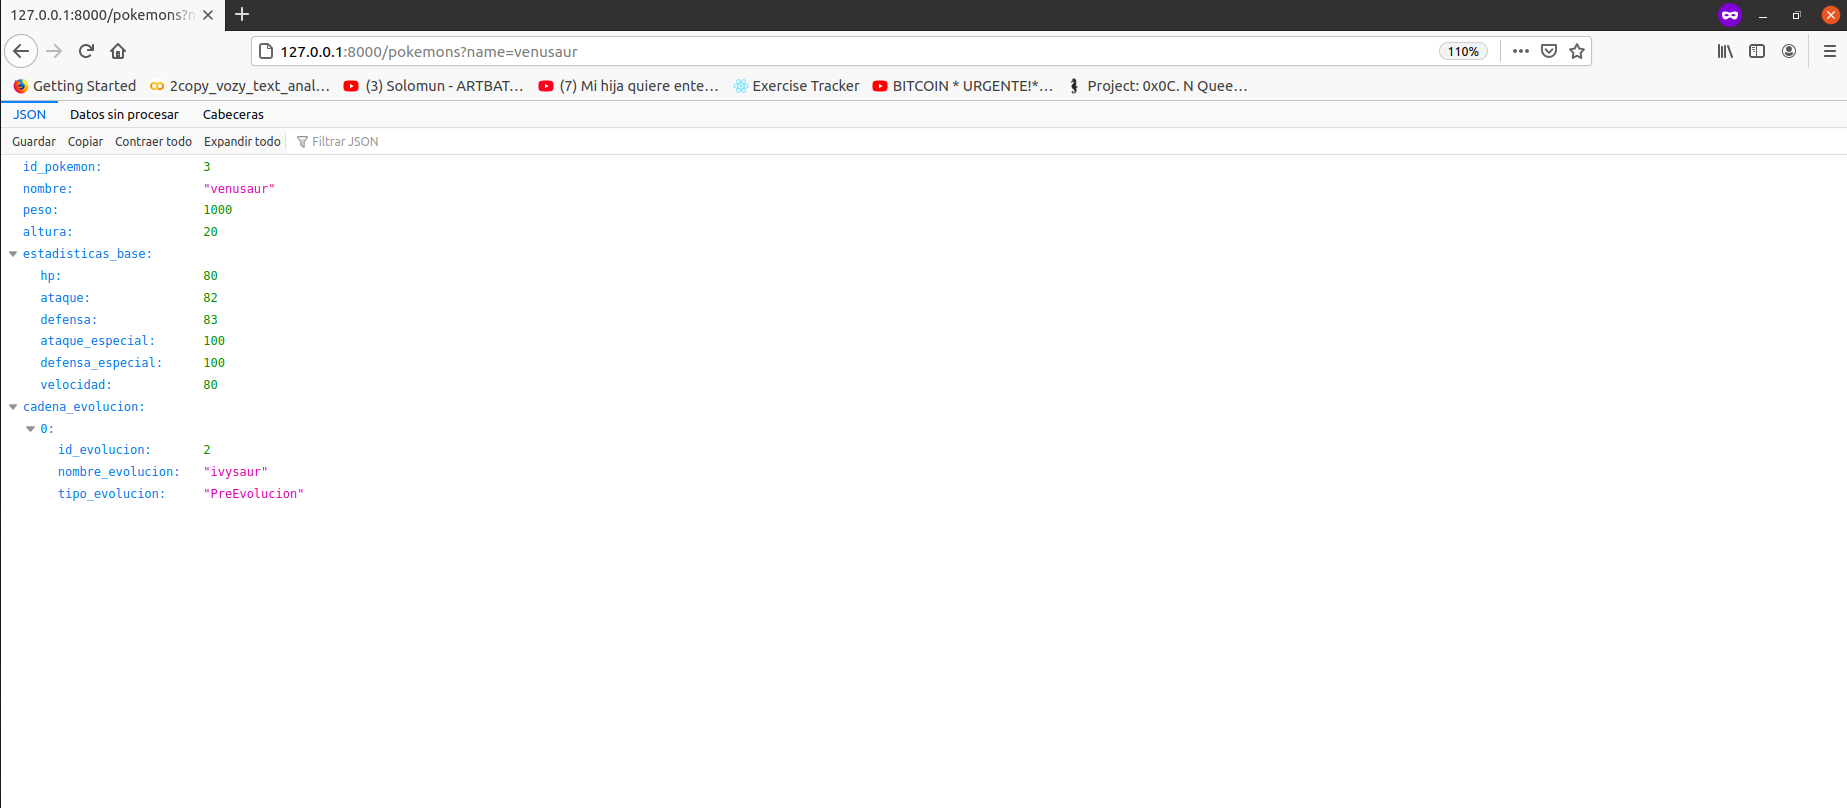 127.0.0.1:8000/pokemons?n
127.0.0.1:8000/pokemons?name=venusaur 110%
Getting Started 2copy_vozy_text_anal… (3) Solomun - ARTBAT… (7) Mi hija quiere ente… Exercise Tracker BITCOIN * URGENTE!*… Project: 0x0C. N Quee…
JSON Datos sin procesar Cabeceras
Guardar Copiar Contraer todo Expandir todo Filtrar JSON
id_pokemon: 3
nombre: "venusaur"
peso: 1000
altura: 20
estadisticas_base:
hp: 80
ataque: 82
defensa: 83
ataque_especial: 100
defensa_especial: 100
velocidad: 80
cadena_evolucion:
0:
id_evolucion: 2
nombre_evolucion: "ivysaur"
tipo_evolucion: "PreEvolucion"